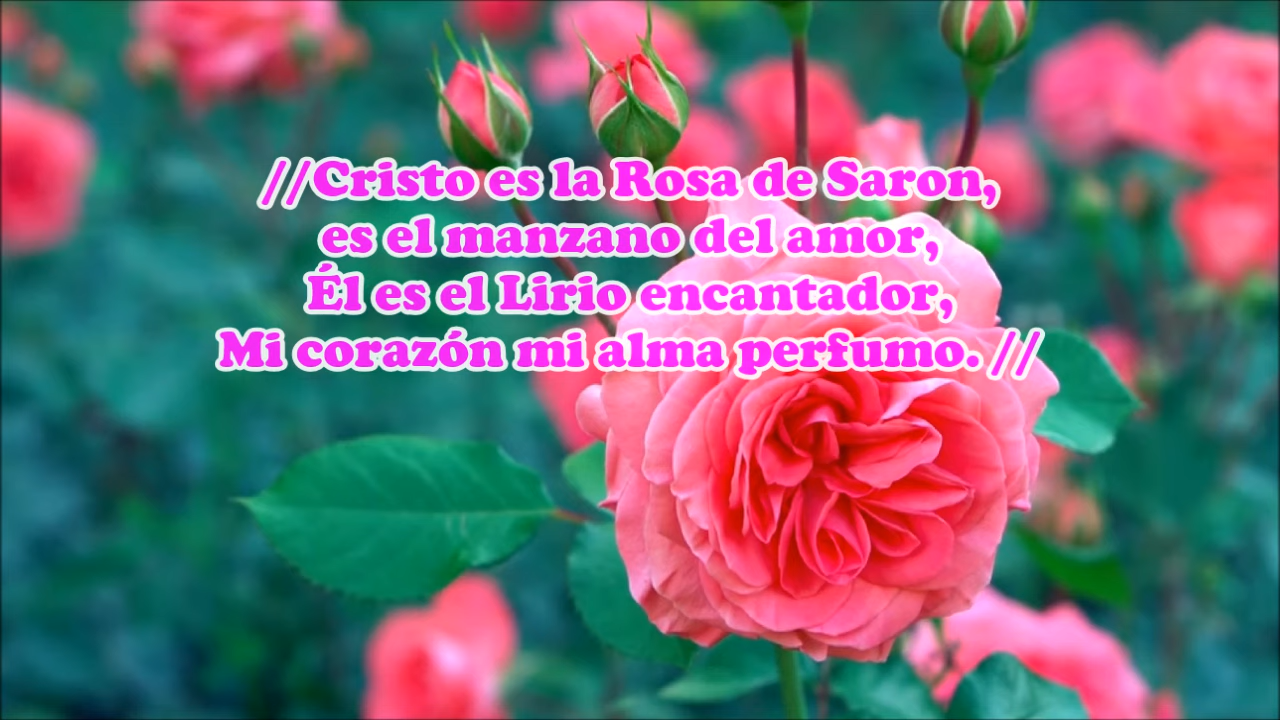 //Cristo es la Rosa de Saron,
es el manzano del amor,
Él es el Lirio encantador,
Mi corazón mi alma perfumo. //